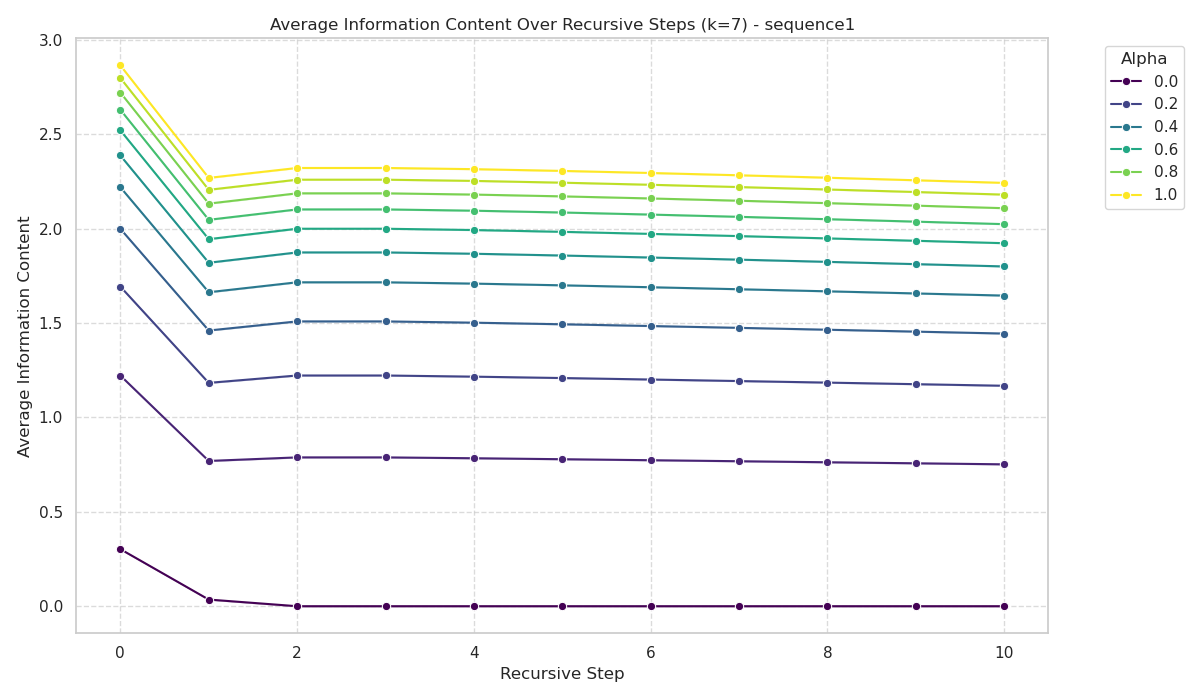 Average Information Content Over Recursive Steps (k=7) - sequence1
Average Information Content
3.0
2.5
2.0
1.5
1.0
0.5
0.0
0 2 4 6 8 10
Recursive Step
Alpha
0.0
0.2
0.4
0.6
0.8
1.0